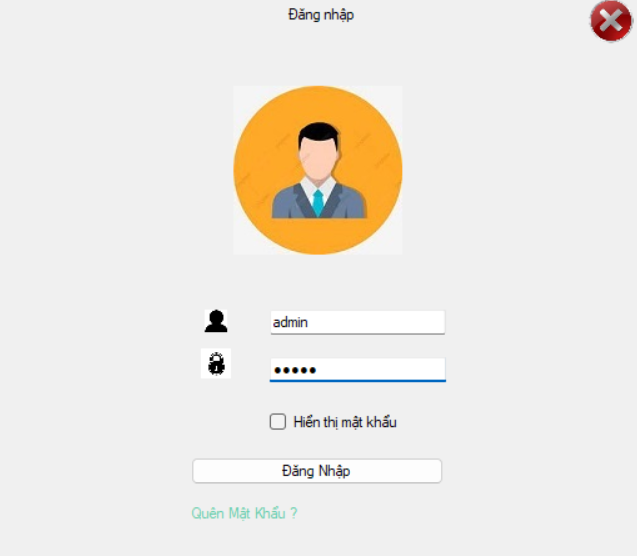 Đăng nhập
admin
•••••
Hiển thị mật khẩu
Đăng Nhập
Quên Mật Khẩu ?